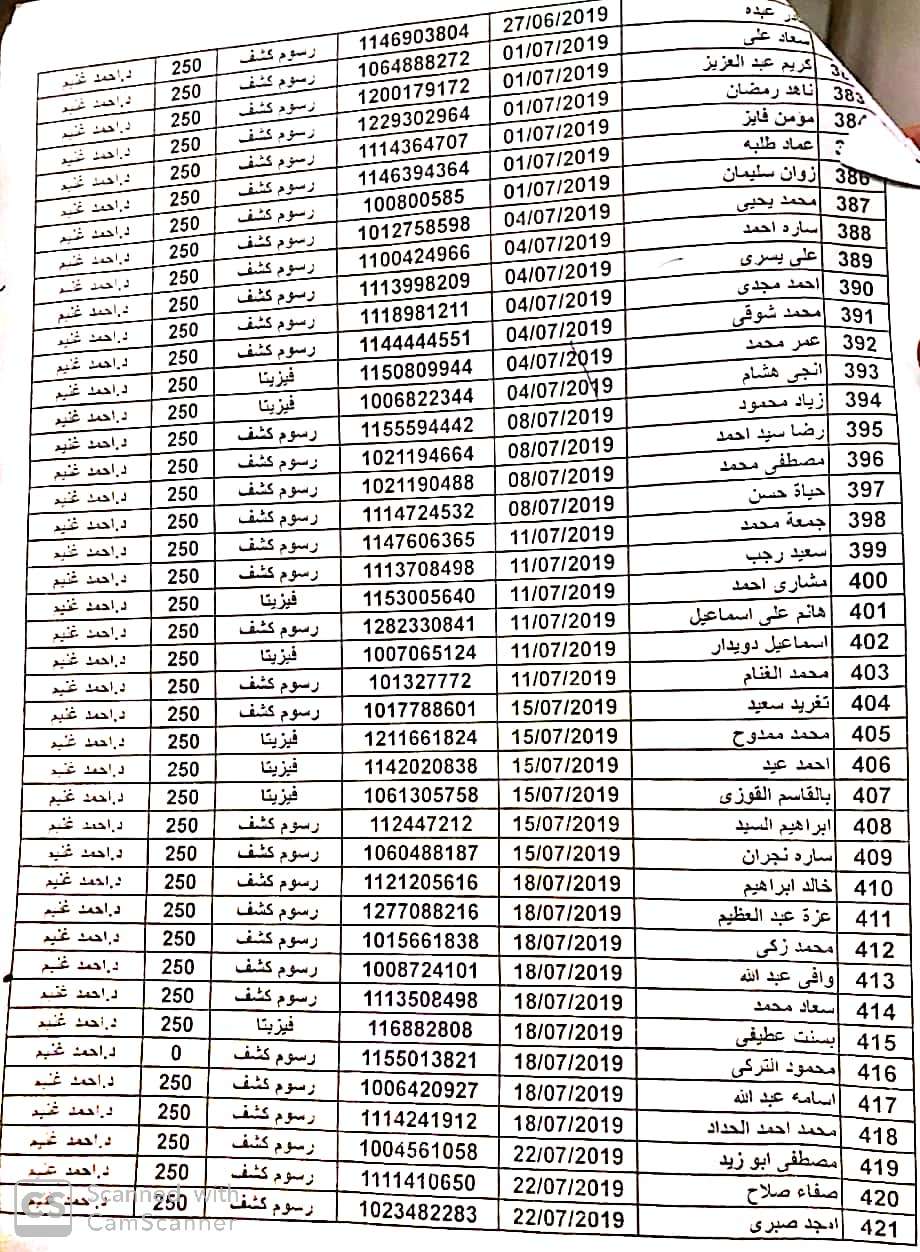 در عبده 27/06/2019 1146903804 رسوم كشف 250 د.احمد غنيم
سعاد على 01/07/2019 1064888272 رسوم كشف 250 د.احمد غنيم
كريم عبد العزيز 01/07/2019 1200179172 رسوم كشف 250 د.احمد غنيم
383 ناهد رمضان 01/07/2019 1229302964 رسوم كشف 250 د.احمد غنيم
384 مؤمن فايز 01/07/2019 1114364707 رسوم كشف 250 د.احمد غنيم
عماد طلبه 01/07/2019 1146394364 رسوم كشف 250 د.احمد غنيم
386 زوان سليمان 01/07/2019 100800585 رسوم كشف 250 د.احمد غنيم
387 محمد يحيى 04/07/2019 1012758598 رسوم كشف 250 د.احمد غنيم
388 ساره احمد 04/07/2019 1100424966 رسوم كشف 250 د.احمد غنيم
389 على يسرى 04/07/2019 1113998209 رسوم كشف 250 د.احمد غنيم
390 احمد مجدى 04/07/2019 1118981211 رسوم كشف 250 د.احمد غنيم
391 محمد شوقى 04/07/2019 1144444551 رسوم كشف 250 د.احمد غنيم
392 عمر محمد 04/07/2019 1150809944 فيزيتا 250 د.احمد غنيم
393 انجى هشام 04/07/2019 1006822344 فيزيتا 250 د.احمد غنيم
394 زياد محمود 08/07/2019 1155594442 رسوم كشف 250 د.احمد غنيم
395 رضا سيد احمد 08/07/2019 1021194664 رسوم كشف 250 د.احمد غنيم
396 مصطفى محمد 08/07/2019 1021190488 رسوم كشف 250 د.احمد غنيم
397 حياة حسن 08/07/2019 1114724532 رسوم كشف 250 د.احمد غنيم
398 جمعة محمد 11/07/2019 1147606365 رسوم كشف 250 د.احمد غنيم
399 سعيد رجب 11/07/2019 1113708498 رسوم كشف 250 د.احمد غنيم
400 مشارى احمد 11/07/2019 1153005640 فيزيتا 250 د.احمد غنيم
401 هانم على اسماعيل 11/07/2019 1282330841 رسوم كشف 250 د.احمد غنيم
402 اسماعيل دويدار 11/07/2019 1007065124 فيزيتا 250 د.احمد غنيم
403 محمد الغنام 11/07/2019 101327772 رسوم كشف 250 د.احمد غنيم
404 تغريد سعيد 15/07/2019 1017788601 رسوم كشف 250 د.احمد غنيم
405 محمد ممدوح 15/07/2019 1211661824 فيزيتا 250 د.احمد غنيم
406 احمد عيد 15/07/2019 1142020838 فيزيتا 250 د.احمد غنيم
407 بالقاسم القوزى 15/07/2019 1061305758 فيزيتا 250 د.احمد غنيم
408 ابراهيم السيد 15/07/2019 112447212 رسوم كشف 250 د.احمد غنيم
409 ساره نجران 15/07/2019 1060488187 رسوم كشف 250 د.احمد غنيم
410 خالد ابراهيم 18/07/2019 1121205616 رسوم كشف 250 د.احمد غنيم
411 عزة عبد العظيم 18/07/2019 1277088216 رسوم كشف 250 د.احمد غنيم
412 محمد زكى 18/07/2019 1015661838 رسوم كشف 250 د.احمد غنيم
413 وافى عبد الله 18/07/2019 1008724101 رسوم كشف 250 د.احمد غنيم
414 سعاد محمد 18/07/2019 1113508498 رسوم كشف 250 د.احمد غنيم
415 بسنت عطيفى 18/07/2019 116882808 فيزيتا 250 د.احمد غنيم
416 محمود التركى 18/07/2019 1155013821 رسوم كشف 0 د.احمد غنيم
417 اسامه عبد الله 18/07/2019 1006420927 رسوم كشف 250 د.احمد غنيم
418 محمد احمد الحداد 18/07/2019 1114241912 رسوم كشف 250 د.احمد غنيم
419 مصطفى ابو زيد 22/07/2019 1004561058 رسوم كشف 250 د.احمد غنيم
420 صفاء صلاح 22/07/2019 1111410650 رسوم كشف 250 د.احمد غنيم
421 امجد صبرى 22/07/2019 1023482283 رسوم كشف 250 د.احمد غنيم
CS Scanned with
CamScanner